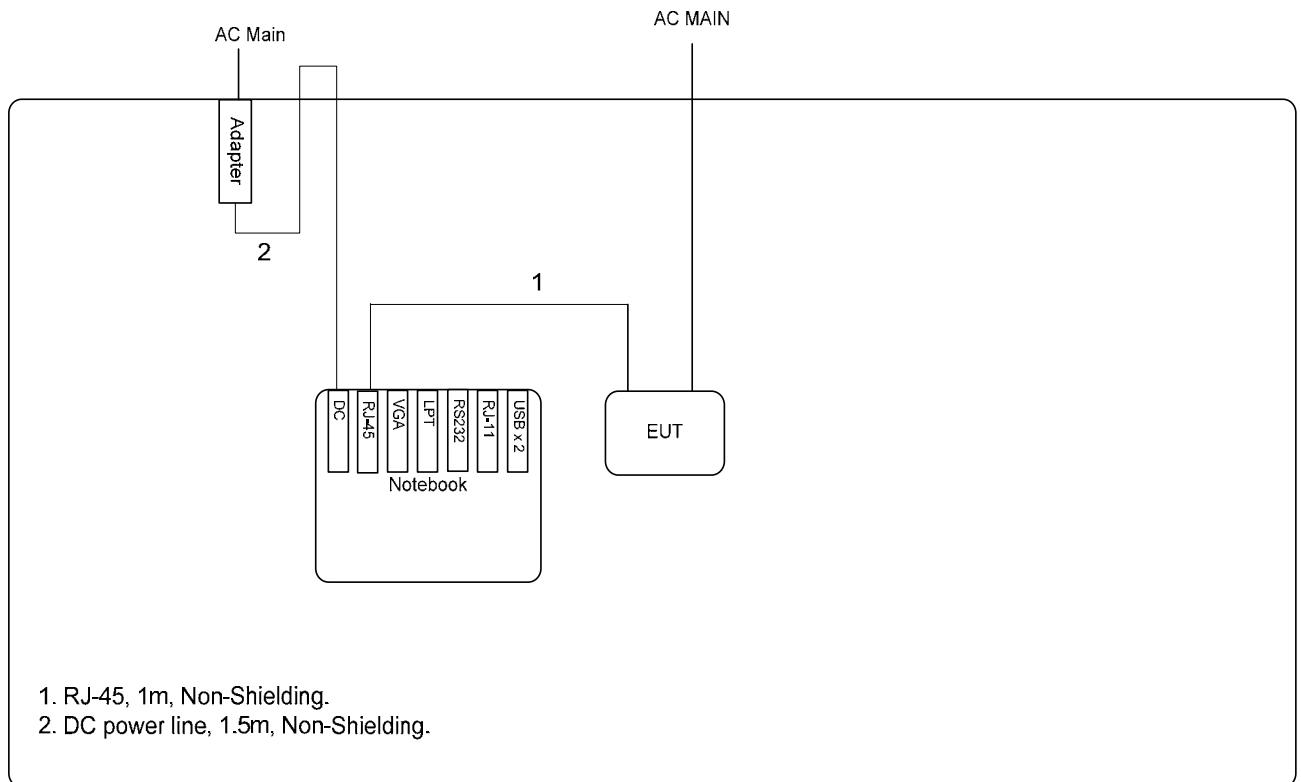 AC Main
AC MAIN
Adapter
2
1
DC
RJ-45
VGA
LPT
RS232
RJ-11
USB x 2
Notebook
EUT
1. RJ-45, 1m, Non-Shielding.
2. DC power line, 1.5m, Non-Shielding.